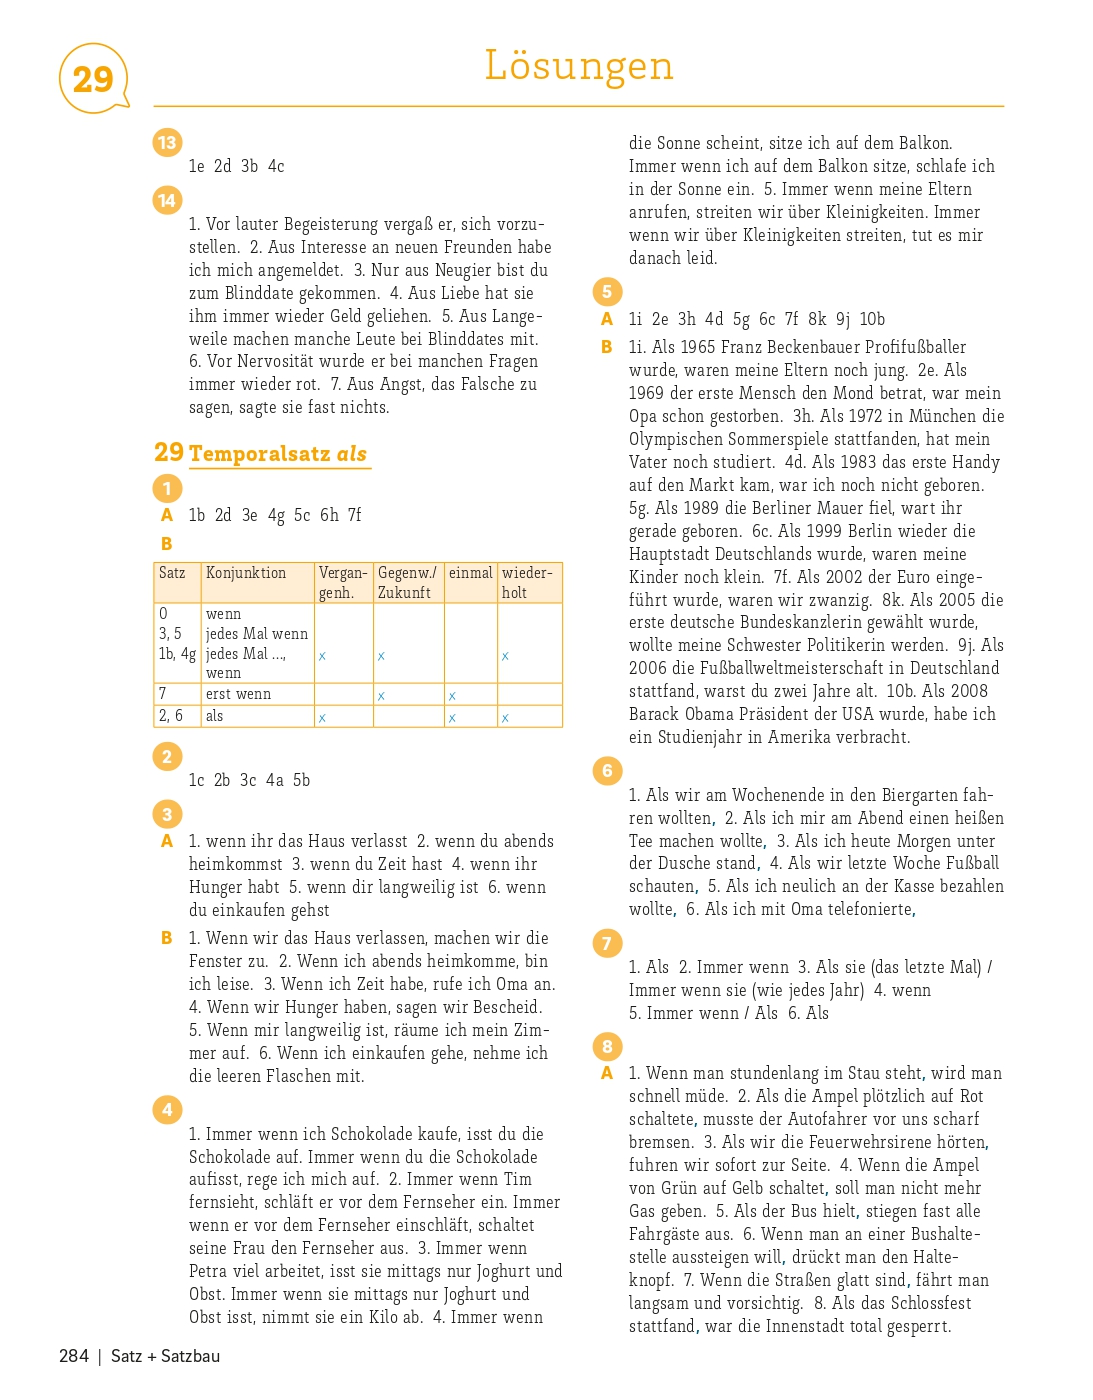 29
Lösungen
13
1e 2d 3b 4c
14
1. Vor lauter Begeisterung vergaß er, sich vorzu-
stellen. 2. Aus Interesse an neuen Freunden habe
ich mich angemeldet. 3. Nur aus Neugier bist du
zum Blinddate gekommen. 4. Aus Liebe hat sie
ihm immer wieder Geld geliehen. 5. Aus Lange-
weile machen manche Leute bei Blinddates mit.
6. Vor Nervosität wurde er bei manchen Fragen
immer wieder rot. 7. Aus Angst, das Falsche zu
sagen, sagte sie fast nichts.
29 Temporalsatz als
1
A 1b 2d 3e 4g 5c 6h 7f
B
Satz Konjunktion Vergan- Gegenw./ einmal wieder-
genh. Zukunft holt
0 wenn
3, 5 jedes Mal wenn
1b, 4g jedes Mal ..., x x x
wenn
7 erst wenn x x
2, 6 als x x x
2
1c 2b 3c 4a 5b
3
A 1. wenn ihr das Haus verlasst 2. wenn du abends
heimkommst 3. wenn du Zeit hast 4. wenn ihr
Hunger habt 5. wenn dir langweilig ist 6. wenn
du einkaufen gehst
B 1. Wenn wir das Haus verlassen, machen wir die
Fenster zu. 2. Wenn ich abends heimkomme, bin
ich leise. 3. Wenn ich Zeit habe, rufe ich Oma an.
4. Wenn wir Hunger haben, sagen wir Bescheid.
5. Wenn mir langweilig ist, räume ich mein Zim-
mer auf. 6. Wenn ich einkaufen gehe, nehme ich
die leeren Flaschen mit.
4
1. Immer wenn ich Schokolade kaufe, isst du die
Schokolade auf. Immer wenn du die Schokolade
aufisst, rege ich mich auf. 2. Immer wenn Tim
fernsieht, schläft er vor dem Fernseher ein. Immer
wenn er vor dem Fernseher einschläft, schaltet
seine Frau den Fernseher aus. 3. Immer wenn
Petra viel arbeitet, isst sie mittags nur Joghurt und
Obst. Immer wenn sie mittags nur Joghurt und
Obst isst, nimmt sie ein Kilo ab. 4. Immer wenn
die Sonne scheint, sitze ich auf dem Balkon.
Immer wenn ich auf dem Balkon sitze, schlafe ich
in der Sonne ein. 5. Immer wenn meine Eltern
anrufen, streiten wir über Kleinigkeiten. Immer
wenn wir über Kleinigkeiten streiten, tut es mir
danach leid.
5
A 1i 2e 3h 4d 5g 6c 7f 8k 9j 10b
B 1i. Als 1965 Franz Beckenbauer Profifußballer
wurde, waren meine Eltern noch jung. 2e. Als
1969 der erste Mensch den Mond betrat, war mein
Opa schon gestorben. 3h. Als 1972 in München die
Olympischen Sommerspiele stattfanden, hat mein
Vater noch studiert. 4d. Als 1983 das erste Handy
auf den Markt kam, war ich noch nicht geboren.
5g. Als 1989 die Berliner Mauer fiel, wart ihr
gerade geboren. 6c. Als 1999 Berlin wieder die
Hauptstadt Deutschlands wurde, waren meine
Kinder noch klein. 7f. Als 2002 der Euro einge-
führt wurde, waren wir zwanzig. 8k. Als 2005 die
erste deutsche Bundeskanzlerin gewählt wurde,
wollte meine Schwester Politikerin werden. 9j. Als
2006 die Fußballweltmeisterschaft in Deutschland
stattfand, warst du zwei Jahre alt. 10b. Als 2008
Barack Obama Präsident der USA wurde, habe ich
ein Studienjahr in Amerika verbracht.
6
1. Als wir am Wochenende in den Biergarten fah-
ren wollten, 2. Als ich mir am Abend einen heißen
Tee machen wollte, 3. Als ich heute Morgen unter
der Dusche stand, 4. Als wir letzte Woche Fußball
schauten, 5. Als ich neulich an der Kasse bezahlen
wollte, 6. Als ich mit Oma telefonierte,
7
1. Als 2. Immer wenn 3. Als sie (das letzte Mal) /
Immer wenn sie (wie jedes Jahr) 4. wenn
5. Immer wenn / Als 6. Als
8
A 1. Wenn man stundenlang im Stau steht, wird man
schnell müde. 2. Als die Ampel plötzlich auf Rot
schaltete, musste der Autofahrer vor uns scharf
bremsen. 3. Als wir die Feuerwehrsirene hörten,
fuhren wir sofort zur Seite. 4. Wenn die Ampel
von Grün auf Gelb schaltet, soll man nicht mehr
Gas geben. 5. Als der Bus hielt, stiegen fast alle
Fahrgäste aus. 6. Wenn man an einer Bushalte-
stelle aussteigen will, drückt man den Halte-
knopf. 7. Wenn die Straßen glatt sind, fährt man
langsam und vorsichtig. 8. Als das Schlossfest
stattfand, war die Innenstadt total gesperrt.
284 | Satz + Satzbau